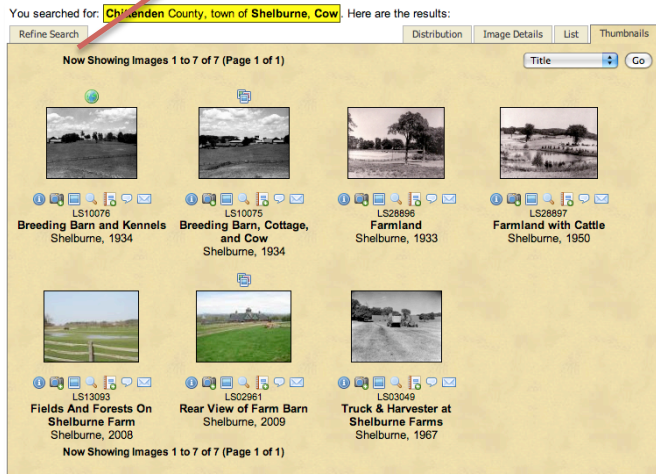 You searched for: Chittenden County, town of Shelburne, Cow. Here are the results:
Refine Search
Distribution
Image Details
List
Thumbnails
Now Showing Images 1 to 7 of 7 (Page 1 of 1)
Title
Go
LS10076
Breeding Barn and Kennels
Shelburne, 1934
LS10075
Breeding Barn, Cottage,
and Cow
Shelburne, 1934
LS28896
Farmland
Shelburne, 1933
LS28897
Farmland with Cattle
Shelburne, 1950
LS13093
Fields And Forests On
Shelburne Farm
Shelburne, 2008
LS02961
Rear View of Farm Barn
Shelburne, 2009
LS03049
Truck & Harvester at
Shelburne Farms
Shelburne, 1967
Now Showing Images 1 to 7 of 7 (Page 1 of 1)